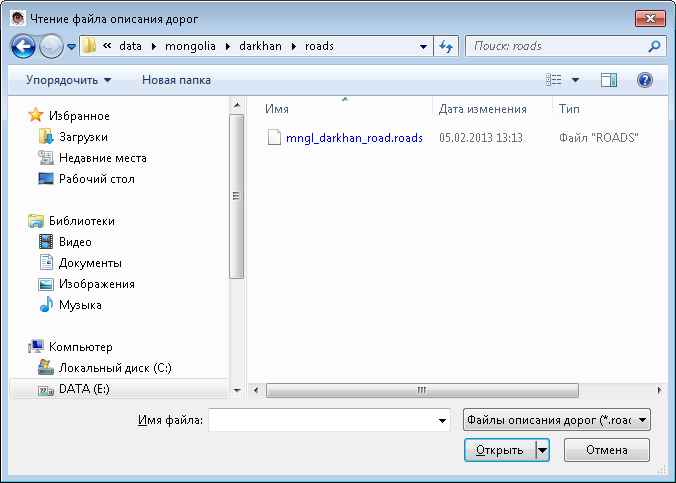 Чтение файла описания дорог
« data mongolia darkhan roads Поиск: roads
Упорядочить Новая папка
Избранное
Загрузки
Недавние места
Рабочий стол
Библиотеки
Видео
Документы
Изображения
Музыка
Компьютер
Локальный диск (C:)
DATA (E:)
Имя Дата изменения Тип
mngl_darkhan_road.roads 05.02.2013 13:13 Файл "ROADS"
Имя файла: Файлы описания дорог (*.roac
Открыть Отмена